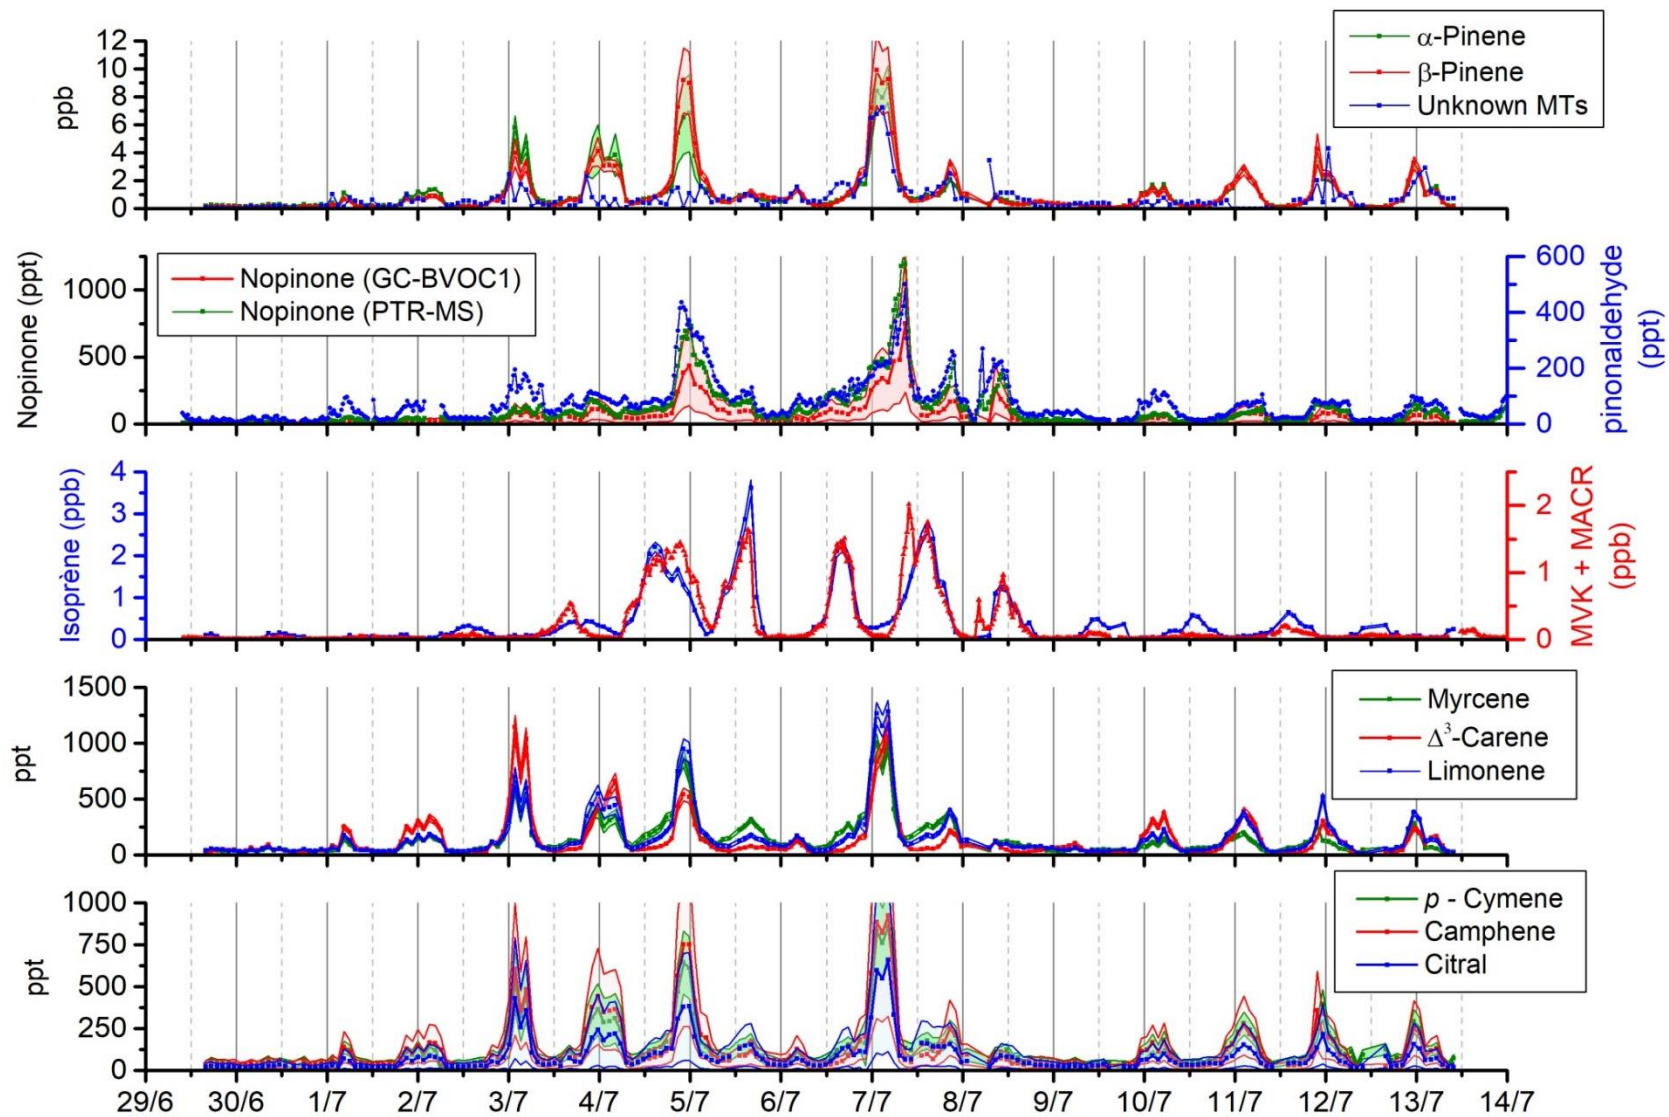 α-Pinene
β-Pinene
Unknown MTs
ppb
12
10
8
6
4
2
0
Nopinone (GC-BVOC1)
Nopinone (PTR-MS)
Nopinone (ppt)
1000
500
0
600
400
200
0
pinonaldehyde
(ppt)
Isoprène (ppb)
4
3
2
1
0
2
1
0
MVK + MACR
(ppb)
Myrcene
Δ³-Carene
Limonene
ppt
1500
1000
500
0
p - Cymene
Camphene
Citral
ppt
1000
750
500
250
0
29/6 30/6 1/7 2/7 3/7 4/7 5/7 6/7 7/7 8/7 9/7 10/7 11/7 12/7 13/7 14/7